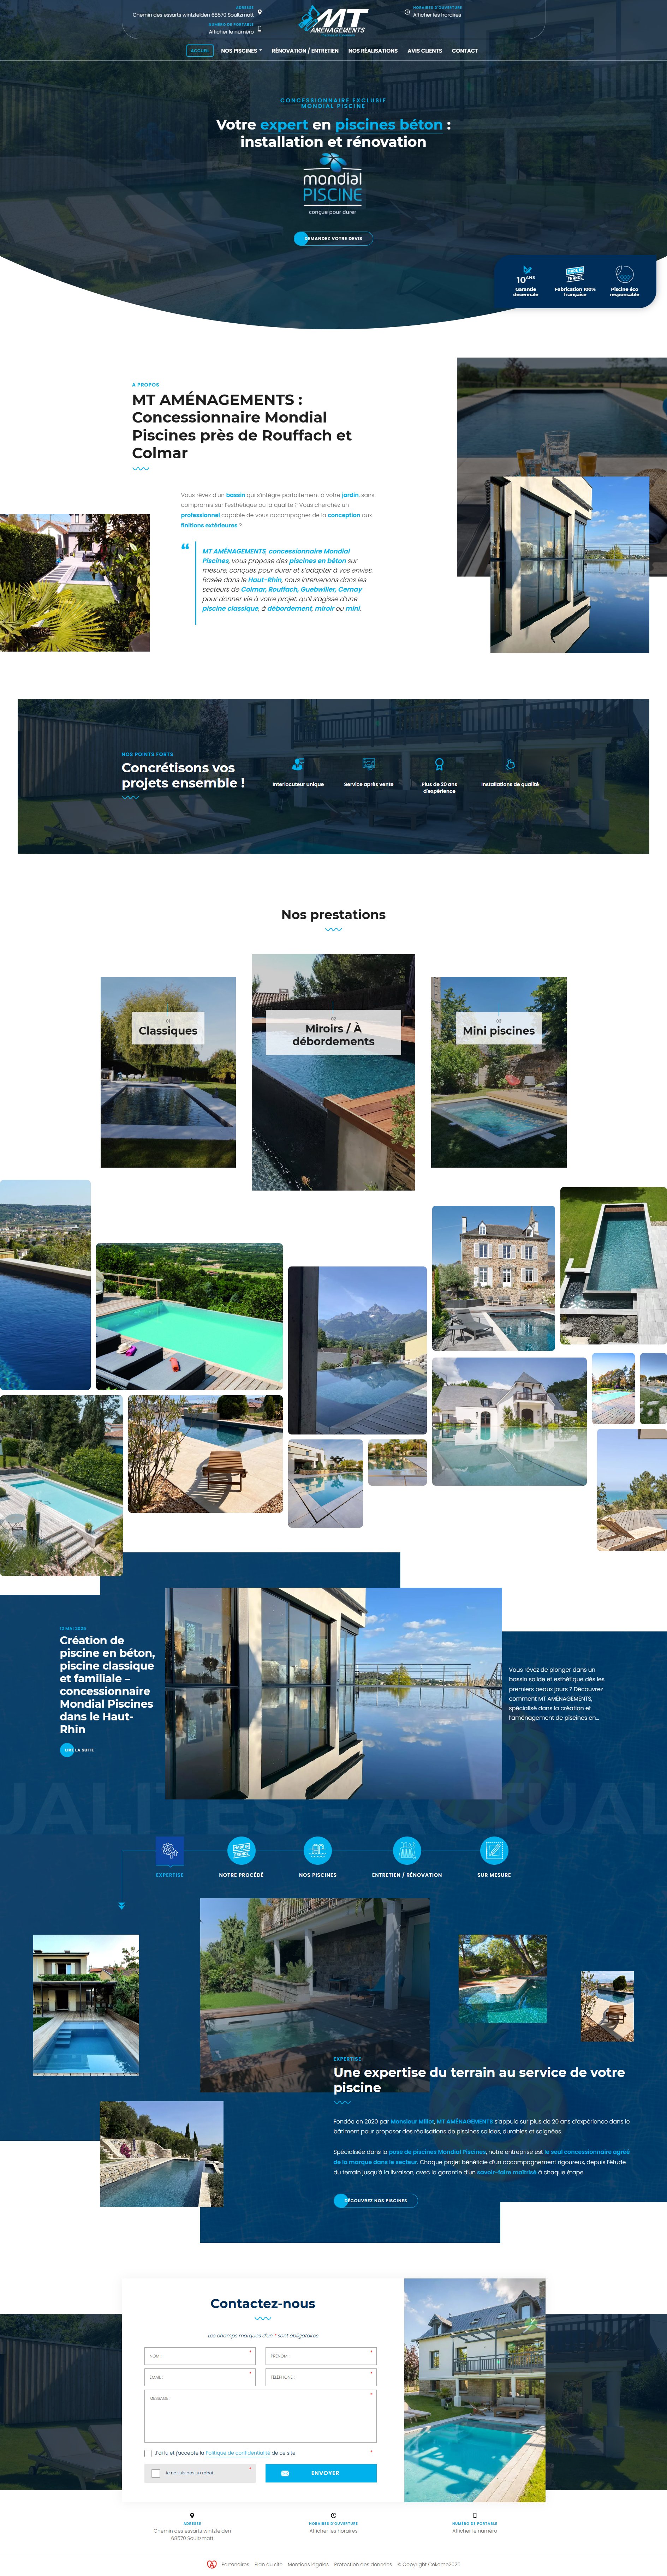 ADRESSE
Chemin des essarts wintzfelden 68570 Soultzmatt
NUMÉRO DE PORTABLE
Afficher le numéro
MT
AMENAGEMENTS
HORAIRES D'OUVERTURE
Afficher les horaires
ACCUEIL
NOS PISCINES
RÉNOVATION / ENTRETIEN
NOS RÉALISATIONS
AVIS CLIENTS
CONTACT
CONCESSIONNAIRE EXCLUSIF
MONDIAL PISCINE
Votre expert en piscines béton :
installation et rénovation
mondial
PISCINE
conçue pour durer
DEMANDEZ VOTRE DEVIS
10 ANS
Garantie
décennale
MADE IN
FRANCE
Fabrication 100%
française
Piscine éco
responsable
A PROPOS
MT AMÉNAGEMENTS :
Concessionnaire Mondial
Piscines près de Rouffach et
Colmar
Vous rêvez d'un bassin qui s'intègre parfaitement à votre jardin, sans
compromis sur l'esthétique ou la qualité ? Vous cherchez un
professionnel capable de vous accompagner de la conception aux
finitions extérieures ?
MT AMÉNAGEMENTS, concessionnaire Mondial
Piscines, vous propose des piscines en béton sur
mesure, conçues pour durer et s'adapter à vos envies.
Basée dans le Haut-Rhin, nous intervenons dans les
secteurs de Colmar, Rouffach, Guebwiller, Cernay
pour donner vie à votre projet, qu'il s'agisse d'une
piscine classique, à débordement, miroir ou mini.
NOS POINTS FORTS
Concrétisons vos
projets ensemble !
Interlocuteur unique
Service après vente
Plus de 20 ans
d'expérience
Installations de qualité
Nos prestations
01
Classiques
02
Miroirs / À
débordements
03
Mini piscines
12 MAI 2025
Création de
piscine en béton,
piscine classique
et familiale –
concessionnaire
Mondial Piscines
dans le Haut-
Rhin
LIRE LA SUITE
Vous rêvez de plonger dans un
bassin solide et esthétique dès les
premiers beaux jours ? Découvrez
comment MT AMÉNAGEMENTS,
spécialisé dans la création et
l'aménagement de piscines en...
UALITÉS - ACTUAL
EXPERTISE
MADE IN
FRANCE
NOTRE PROCÉDÉ
NOS PISCINES
ENTRETIEN / RÉNOVATION
SUR MESURE
EXPERTISE
Une expertise du terrain au service de votre
piscine
Fondée en 2020 par Monsieur Millot, MT AMÉNAGEMENTS s'appuie sur plus de 20 ans d'expérience dans le
bâtiment pour proposer des réalisations de piscines solides, durables et soignées.
Spécialisée dans la pose de piscines Mondial Piscines, notre entreprise est le seul concessionnaire agréé
de la marque dans le secteur. Chaque projet bénéficie d'un accompagnement rigoureux, depuis l'étude
du terrain jusqu'à la livraison, avec la garantie d'un savoir-faire maîtrisé à chaque étape.
DÉCOUVREZ NOS PISCINES
Contactez-nous
Les champs marqués d'un * sont obligatoires
NOM : *
PRÉNOM : *
EMAIL : *
TÉLÉPHONE : *
MESSAGE : *
J'ai lu et j'accepte la Politique de confidentialité de ce site *
Je ne suis pas un robot *
ENVOYER
ADRESSE
Chemin des essarts wintzfelden
68570 Soultzmatt
HORAIRES D'OUVERTURE
Afficher les horaires
NUMÉRO DE PORTABLE
Afficher le numéro
Partenaires Plan du site Mentions légales Protection des données © Copyright Cekome2025